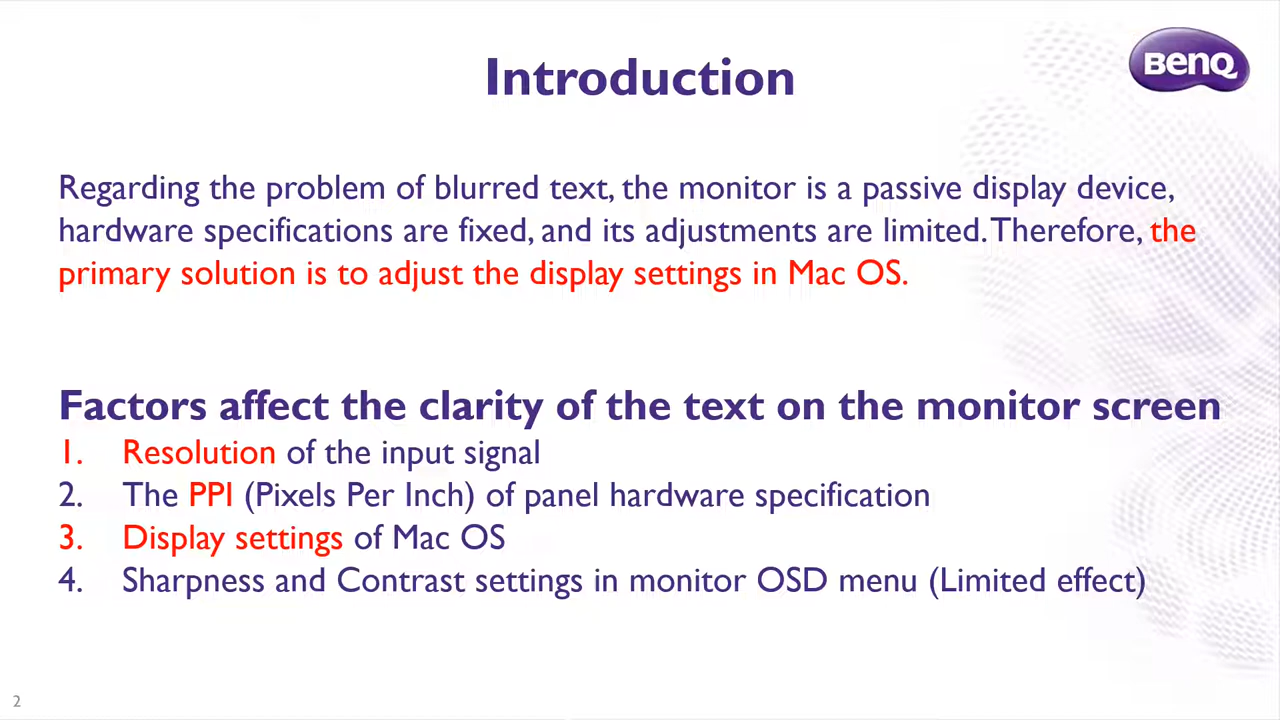 Introduction
BenQ
Regarding the problem of blurred text, the monitor is a passive display device,
hardware specifications are fixed, and its adjustments are limited. Therefore, the
primary solution is to adjust the display settings in Mac OS.
Factors affect the clarity of the text on the monitor screen
1. Resolution of the input signal
2. The PPI (Pixels Per Inch) of panel hardware specification
3. Display settings of Mac OS
4. Sharpness and Contrast settings in monitor OSD menu (Limited effect)
2